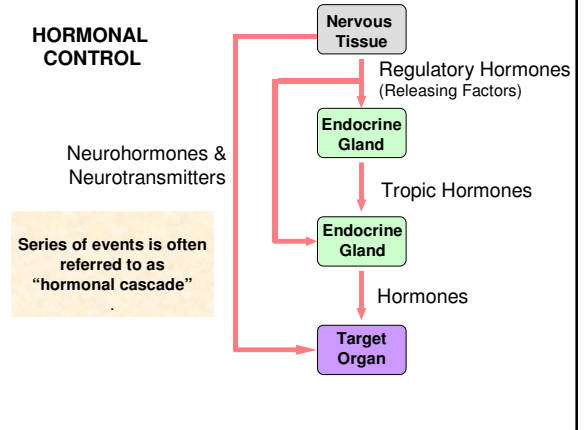 HORMONAL
CONTROL
Nervous
Tissue
Regulatory Hormones
(Releasing Factors)
Endocrine
Gland
Neurohormones &
Neurotransmitters
Tropic Hormones
Series of events is often
referred to as
“hormonal cascade”
.
Endocrine
Gland
Hormones
Target
Organ